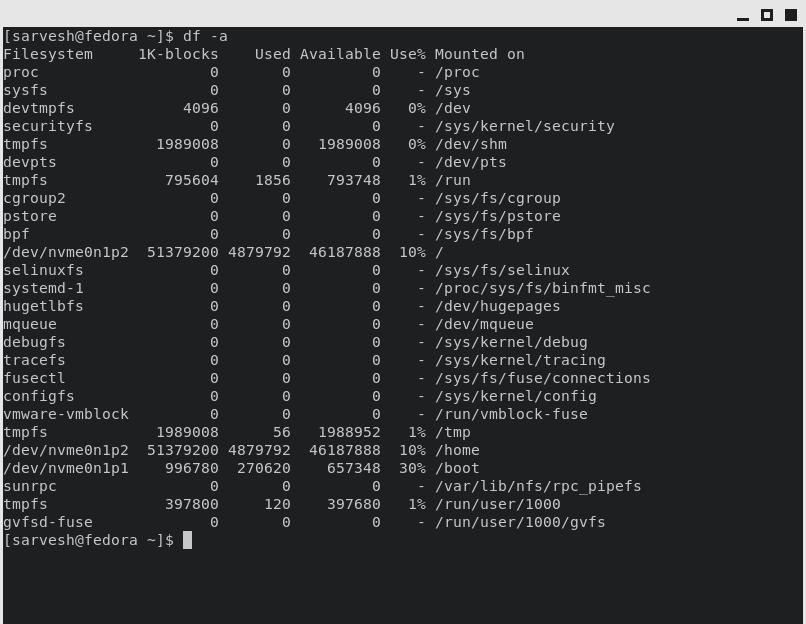 [sarvesh@fedora ~]$ df -a
Filesystem     1K-blocks    Used Available Use% Mounted on
proc                   0       0         0    - /proc
sysfs                  0       0         0    - /sys
devtmpfs            4096       0      4096   0% /dev
securityfs             0       0         0    - /sys/kernel/security
tmpfs            1989008       0   1989008   0% /dev/shm
devpts                 0       0         0    - /dev/pts
tmpfs             795604    1856    793748   1% /run
cgroup2                0       0         0    - /sys/fs/cgroup
pstore                 0       0         0    - /sys/fs/pstore
bpf                    0       0         0    - /sys/fs/bpf
/dev/nvme0n1p2  51379200 4879792  46187888  10% /
selinuxfs              0       0         0    - /sys/fs/selinux
systemd-1              0       0         0    - /proc/sys/fs/binfmt_misc
hugetlbfs              0       0         0    - /dev/hugepages
mqueue                 0       0         0    - /dev/mqueue
debugfs                0       0         0    - /sys/kernel/debug
tracefs                0       0         0    - /sys/kernel/tracing
fusectl                0       0         0    - /sys/fs/fuse/connections
configfs               0       0         0    - /sys/kernel/config
vmware-vmblock         0       0         0    - /run/vmblock-fuse
tmpfs            1989008      56   1988952   1% /tmp
/dev/nvme0n1p2  51379200 4879792  46187888  10% /home
/dev/nvme0n1p1    996780  270620    657348  30% /boot
sunrpc                 0       0         0    - /var/lib/nfs/rpc_pipefs
tmpfs             397800     120    397680   1% /run/user/1000
gvfsd-fuse             0       0         0    - /run/user/1000/gvfs
[sarvesh@fedora ~]$